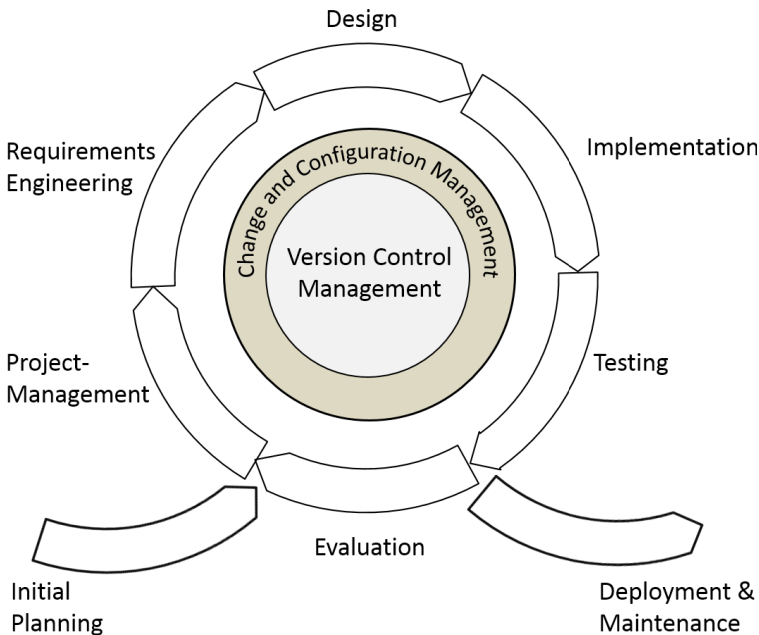 Design
Requirements
Engineering
Implementation
Change and Configuration Management
Version Control
Management
Project-
Management
Testing
Evaluation
Initial
Planning
Deployment &
Maintenance